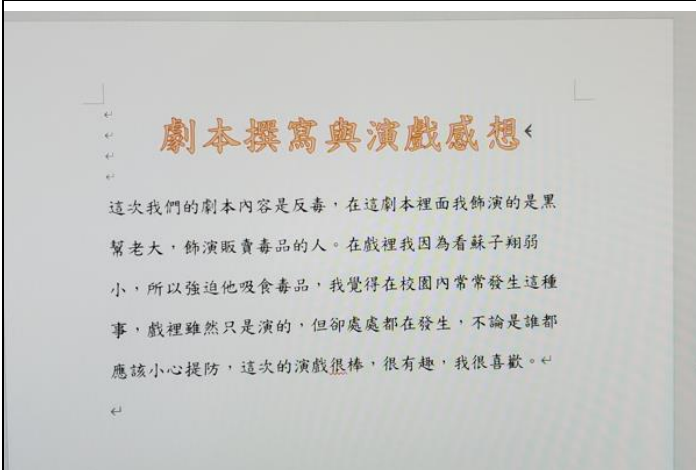 劇本撰寫與演戲感想
這次我們的劇本內容是反毒，在這劇本裡面我飾演的是黑
幫老大，飾演販賣毒品的人。在戲裡我因為看蘇子翔弱
小，所以強迫他吸食毒品，我覺得在校園內常常發生這種
事，戲裡雖然只是演的，但卻處處都在發生，不論是誰都
應該小心提防，這次的演戲很棒，很有趣，我很喜歡。